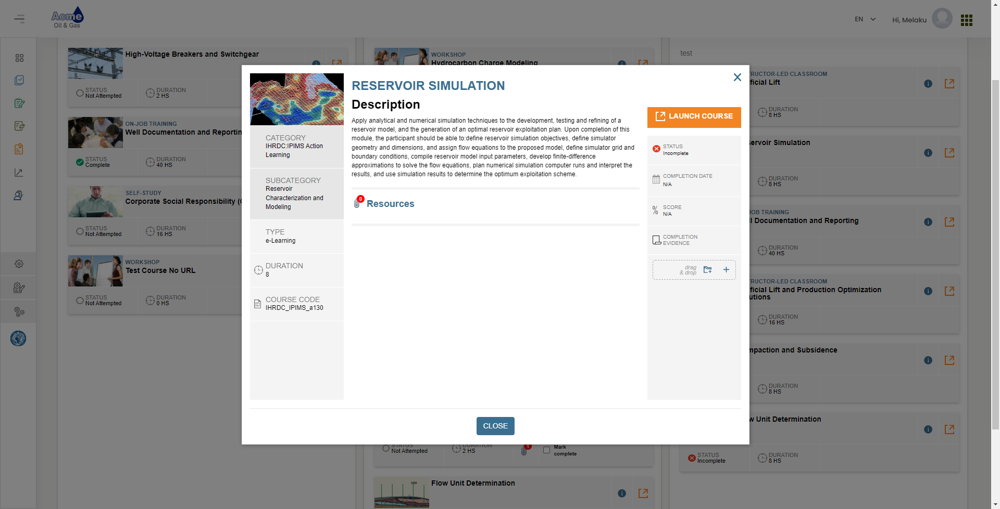 Acme
Oil & Gas
EN
Hi, Melaku
High-Voltage Breakers and Switchgear
STATUS
Not Attempted
DURATION
2 HS
ON-JOB TRAINING
Well Documentation and Reportin
STATUS
Complete
DURATION
40 HS
SELF-STUDY
Corporate Social Responsibility (
STATUS
Not Attempted
DURATION
16 HS
WORKSHOP
Test Course No URL
STATUS
Not Attempted
DURATION
0 HS
WORKSHOP
Hydrocarbon Charge Modeling
RESERVOIR SIMULATION
Description
Apply analytical and numerical simulation techniques to the development, testing and refining of a
reservoir model, and the generation of an optimal reservoir exploitation plan. Upon completion of this
module, the participant should be able to:define reservoir simulation objectives, define simulator
geometry and dimensions, and assign flow equations to the proposed model, define simulator grid and
boundary conditions, compile reservoir model input parameters, develop finite-difference
approximations to solve the flow equations, plan numerical simulation computer runs and interpret the
results, and use simulation results to determine the optimum exploitation scheme.
0
Resources
CATEGORY
IHRDC:IPIMS Action
Learning
SUBCATEGORY
Reservoir
Characterization and
Modeling
TYPE
e-Learning
DURATION
8
COURSE CODE
IHRDC_IPIMS_a130
LAUNCH COURSE
STATUS
Incomplete
COMPLETION DATE
N/A
%
SCORE
N/A
COMPLETION
EVIDENCE
drag
& drop
CLOSE
STATUS
Not Attempted
DURATION
2 HS
1
Mark
complete
Flow Unit Determination
test
RUCTOR-LED CLASSROOM
ficial Lift
DURATION
8 HS
servoir Simulation
DURATION
8 HS
OB TRAINING
ll Documentation and Reporting
DURATION
40 HS
RUCTOR-LED CLASSROOM
ficial Lift and Production Optimization
utions
DURATION
16 HS
mpaction and Subsidence
DURATION
8 HS
w Unit Determination
STATUS
Incomplete
DURATION
8 HS